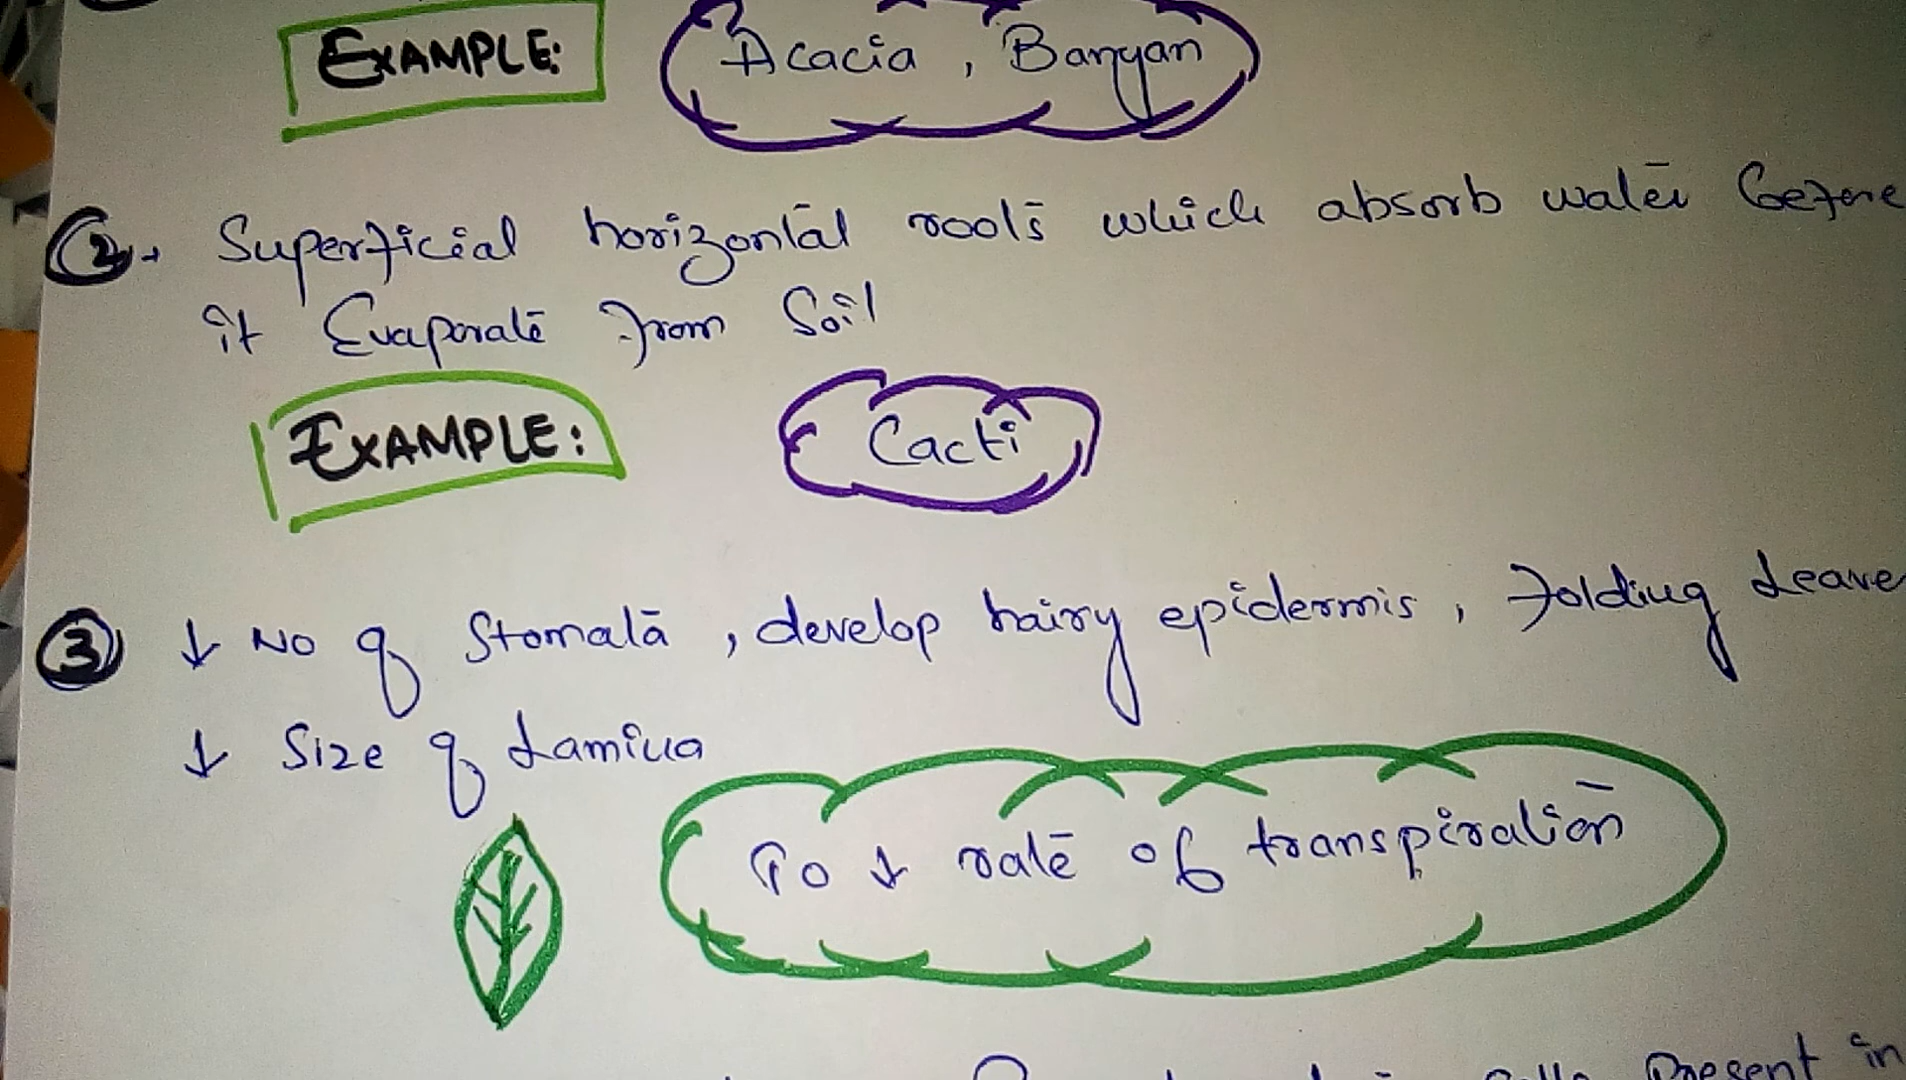 EXAMPLE: Acacia, Banyan
2. Superficial horizontal roots which absorb water before
it Evaporate from Soil
EXAMPLE: Cacti
3 ↓ No of Stomata, develop hairy epidermis, Folding Leave
↓ Size of Lamina
To ↓ rate of transpiration
Present in